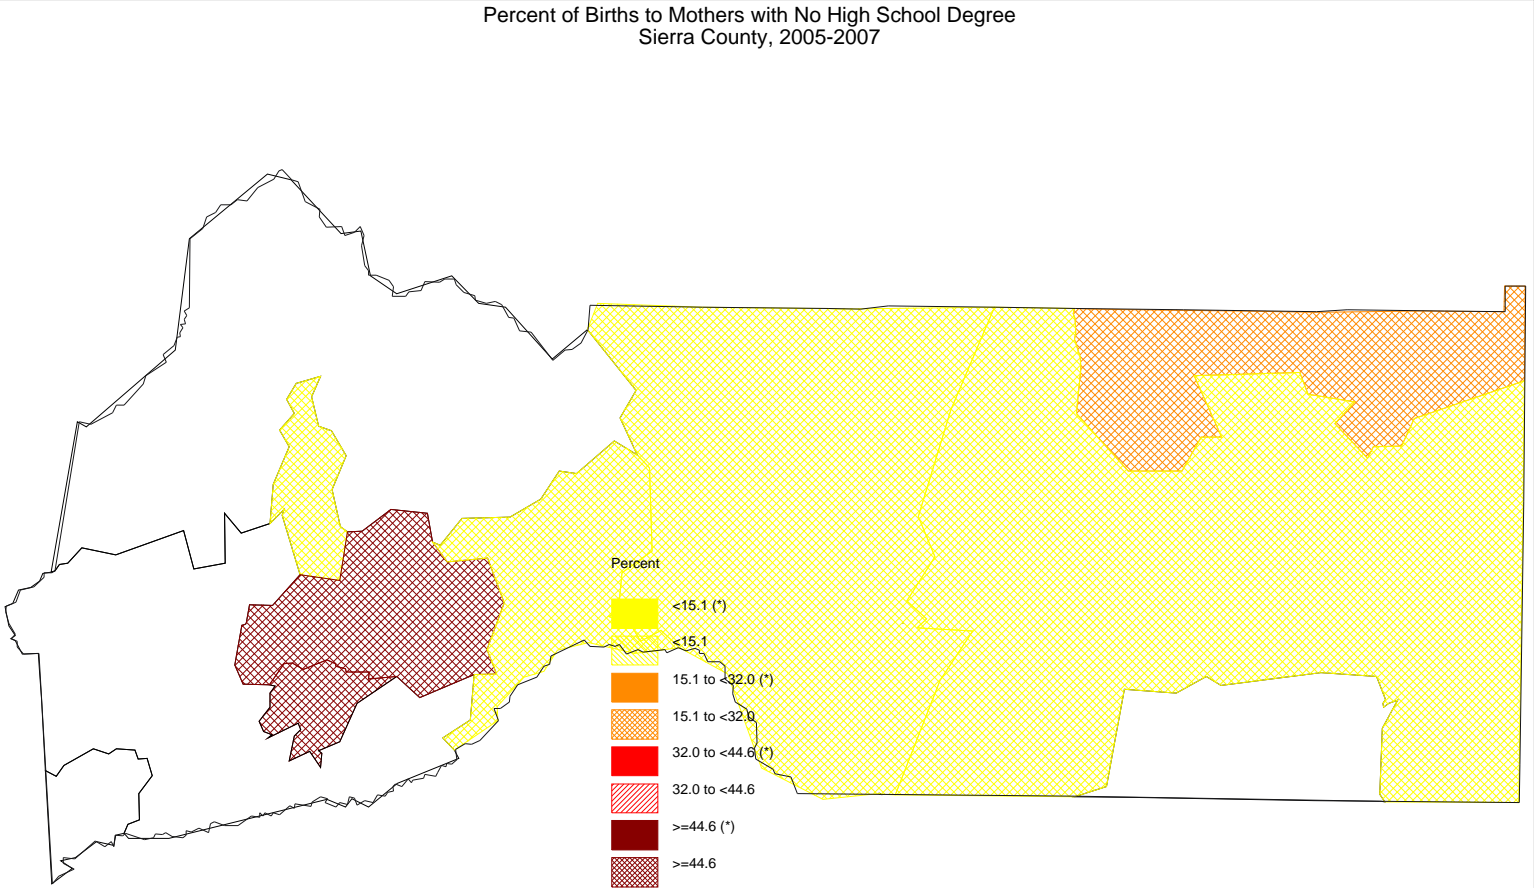 Percent of Births to Mothers with No High School Degree
Sierra County, 2005-2007
Percent
<15.1 (*)
<15.1
15.1 to <32.0 (*)
15.1 to <32.0
32.0 to <44.6 (*)
32.0 to <44.6
>=44.6 (*)
>=44.6